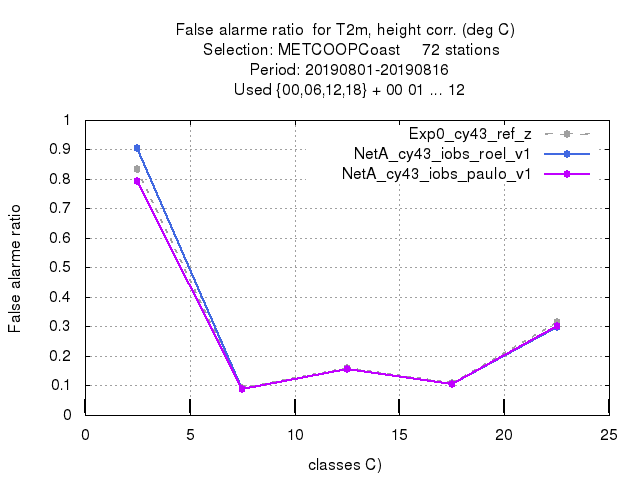 False alarme ratio  for T2m, height corr. (deg C)
Selection: METCOOPCoast     72 stations
Period: 20190801-20190816
Used {00,06,12,18} + 00 01 ... 12
Exp0_cy43_ref_z
NetA_cy43_iobs_roel_v1
NetA_cy43_iobs_paulo_v1
False alarme ratio
1
0.9
0.8
0.7
0.6
0.5
0.4
0.3
0.2
0.1
0
0 5 10 15 20 25
classes C)